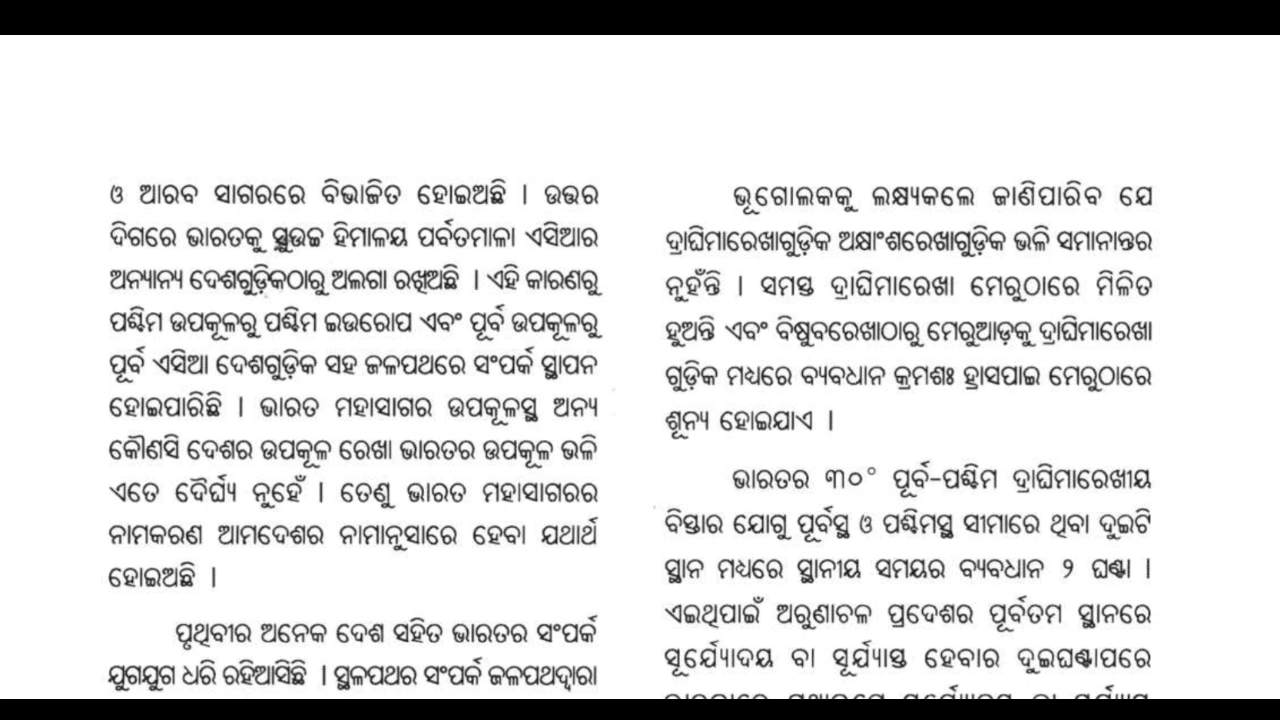 ଓ ଆରବ ସାଗରରେ ବିଭାଜିତ ହୋଇଅଛି । ଉତ୍ତର
ଦିଗରେ ଭାରତକୁ ସୁଉଚ୍ଚ ହିମାଳୟ ପର୍ବତମାଳା ଏସିଆର
ଅନ୍ୟାନ୍ୟ ଦେଶଗୁଡ଼ିକଠାରୁ ଅଲଗା ରଖିଅଛି । ଏହି କାରଣରୁ
ପଶ୍ଚିମ ଉପକୂଳରୁ ପଶ୍ଚିମ ଇଉରୋପ ଏବଂ ପୂର୍ବ ଉପକୂଳରୁ
ପୂର୍ବ ଏସିଆ ଦେଶଗୁଡ଼ିକ ସହ ଜଳପଥରେ ସଂପର୍କ ସ୍ଥାପନ
ହୋଇପାରିଛି । ଭାରତ ମହାସାଗର ଉପକୂଳସ୍ଥ ଅନ୍ୟ
କୌଣସି ଦେଶର ଉପକୂଳ ରେଖା ଭାରତର ଉପକୂଳ ଭଳି
ଏତେ ଦୈର୍ଘ୍ୟ ନୁହେଁ । ତେଣୁ ଭାରତ ମହାସାଗରର
ନାମକରଣ ଆମଦେଶର ନାମାନୁସାରେ ହେବା ଯଥାର୍ଥ
ହୋଇଅଛି ।
ପୃଥିବୀର ଅନେକ ଦେଶ ସହିତ ଭାରତର ସଂପର୍କ
ଯୁଗଯୁଗ ଧରି ରହିଆସିଛି । ସ୍ଥଳପଥର ସଂପର୍କ ଜଳପଥଦ୍ୱାରା
ଭୂଗୋଲକକୁ ଲକ୍ଷ୍ୟକଲେ ଜାଣିପାରିବ ଯେ
ଦ୍ରାଘିମାରେଖାଗୁଡ଼ିକ ଅକ୍ଷାଂଶରେଖାଗୁଡ଼ିକ ଭଳି ସମାନାନ୍ତର
ନୁହଁନ୍ତି । ସମସ୍ତ ଦ୍ରାଘିମାରେଖା ମେରୁଠାରେ ମିଳିତ
ହୁଅନ୍ତି ଏବଂ ବିଷୁବରେଖାଠାରୁ ମେରୁଆଡ଼କୁ ଦ୍ରାଘିମାରେଖା
ଗୁଡ଼ିକ ମଧ୍ୟରେ ବ୍ୟବଧାନ କ୍ରମଶଃ ହ୍ରାସପାଇ ମେରୁଠାରେ
ଶୂନ୍ୟ ହୋଇଯାଏ ।
ଭାରତର ୩୦° ପୂର୍ବ-ପଶ୍ଚିମ ଦ୍ରାଘିମାରେଖୀୟ
ବିସ୍ତାର ଯୋଗୁ ପୂର୍ବସ୍ଥ ଓ ପଶ୍ଚିମସ୍ଥ ସୀମାରେ ଥିବା ଦୁଇଟି
ସ୍ଥାନ ମଧ୍ୟରେ ସ୍ଥାନୀୟ ସମୟର ବ୍ୟବଧାନ ୨ ଘଣ୍ଟା ।
ଏଇଥିପାଇଁ ଅରୁଣାଚଳ ପ୍ରଦେଶର ପୂର୍ବତମ ସ୍ଥାନରେ
ସୂର୍ଯ୍ୟୋଦୟ ବା ସୂର୍ଯ୍ୟାସ୍ତ ହେବାର ଦୁଇଘଣ୍ଟାପରେ